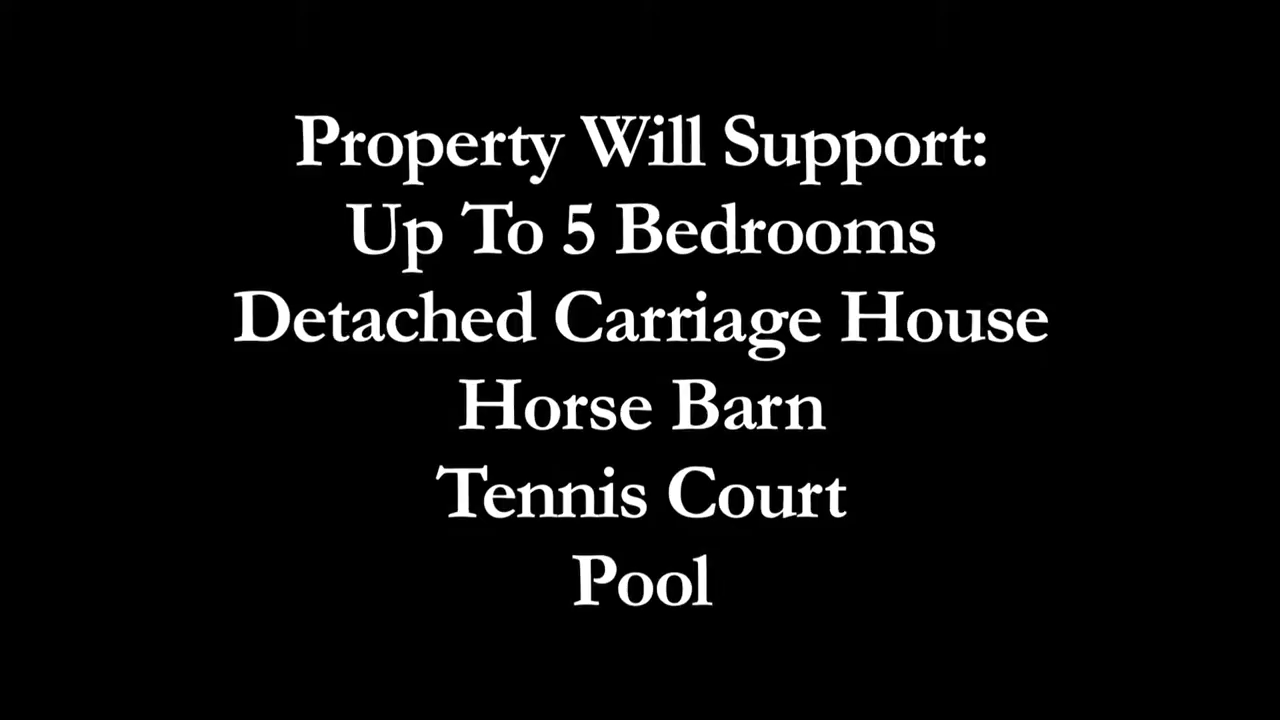 Property Will Support:
Up To 5 Bedrooms
Detached Carriage House
Horse Barn
Tennis Court
Pool